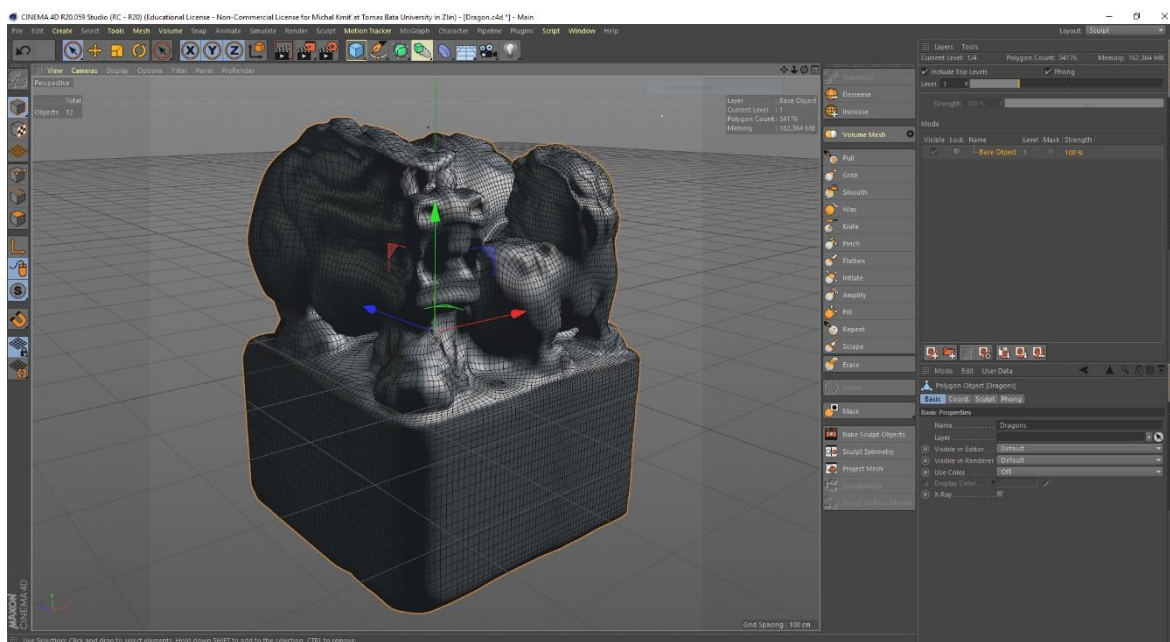 CINEMA 4D R20.059 Studio (RC - R20) (Educational License - Non-Commercial License for Michal Kmiť at Tomas Bata University in Zlín) - [Dragon.c4d *] - Main
File Edit Create Select Tools Mesh Volume Snap Animate Simulate Render Sculpt Motion Tracker MoGraph Character Pipeline Plugins Script Window Help
Layout: Sculpt
View Cameras Display Options Filter Panel ProRender
Perspective
Total
Objects 12
Layer : Base Object
Current Level : 1
Polygon Count : 34176
Memory : 162.364 MB
Grid Spacing : 100 cm
MAXON
CINEMA 4D
Live Selection: Click and drag to select elements. Hold down SHIFT to add to the selection, CTRL to remove.
Subdivide
Decrease
Increase
Volume Mesh
Pull
Grab
Smooth
Wax
Knife
Pinch
Flatten
Inflate
Amplify
Fill
Repeat
Scrape
Erase
Select
Mask
Bake Sculpt Objects
Sculpt Symmetry
Project Mesh
Layers Tools
Current Level: 1/4 Polygon Count: 34176 Memory: 162.364 MB
Include Top Levels Phong
Level 1
Strength 100 %
Mode
Visible Lock Name Level Mask Strength
Base Object 1 100 %
Mode Edit User Data
Polygon Object [Dragons]
Basic Coord. Sculpt Phong
Basic Properties
Name Dragons
Layer
Visible in Editor Default
Visible in Renderer Default
Use Color Off
Display Color
X-Ray